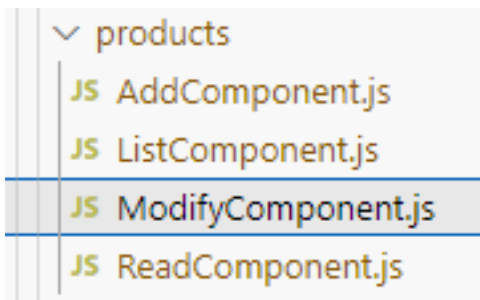 products
JS AddComponent.js
JS ListComponent.js
JS ModifyComponent.js
JS ReadComponent.js